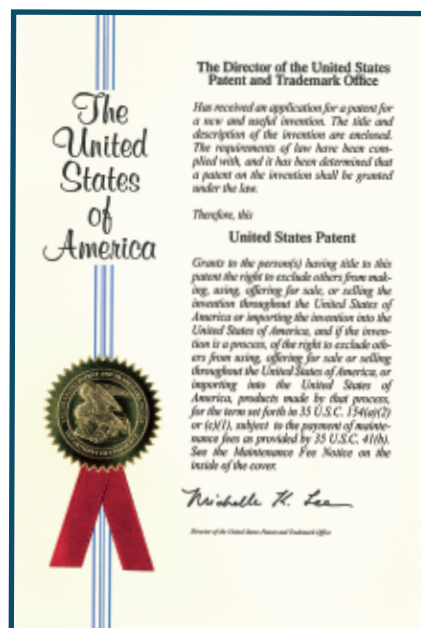 The
United
States
of
America
The Director of the United States
Patent and Trademark Office
Has received an application for a patent for
a new and useful invention. The title and
description of the invention are enclosed.
The requirements of law have been com-
plied with, and it has been determined that
a patent on the invention shall be granted
under the law.
Therefore, this
United States Patent
Grants to the person(s) having title to this
patent the right to exclude others from mak-
ing, using, offering for sale, or selling the
invention throughout the United States of
America or importing the invention into the
United States of America, and if the inven-
tion is a process, of the right to exclude oth-
ers from using, offering for sale or selling
throughout the United States of America, or
importing into the United States of
America, products made by that process,
for the term set forth in 35 U.S.C. 154(a)(2)
or (c)(1), subject to the payment of mainte-
nance fees as provided by 35 U.S.C. 41(b).
See the Maintenance Fee Notice on the
inside of the cover.
Michelle K. Lee
Director of the United States Patent and Trademark Office